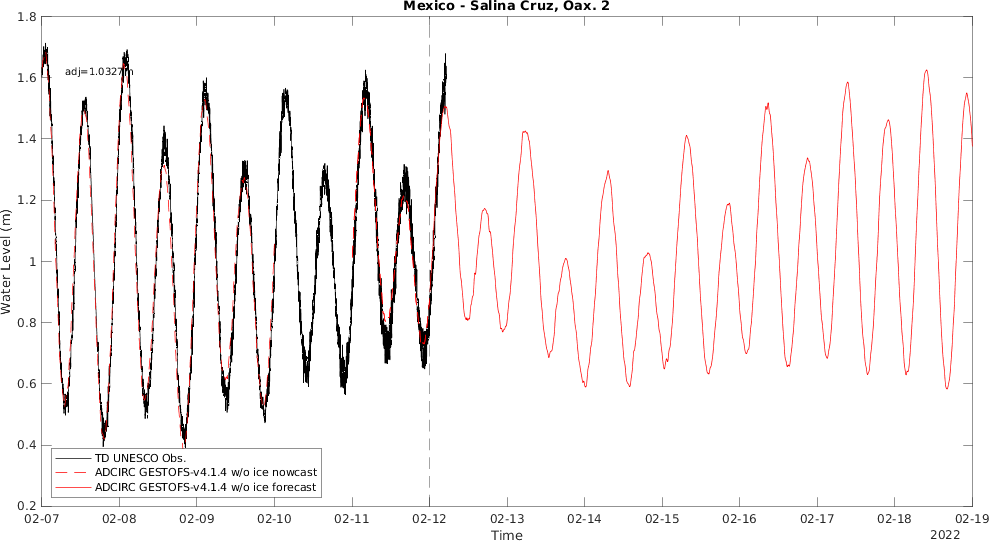 Mexico - Salina Cruz, Oax. 2
Water Level (m)
1.8
1.6
1.4
1.2
1
0.8
0.6
0.4
0.2
adj=1.0327m
TD UNESCO Obs.
ADCIRC GESTOFS-v4.1.4 w/o ice nowcast
ADCIRC GESTOFS-v4.1.4 w/o ice forecast
02-07 02-08 02-09 02-10 02-11 02-12 02-13 02-14 02-15 02-16 02-17 02-18 02-19
Time
2022